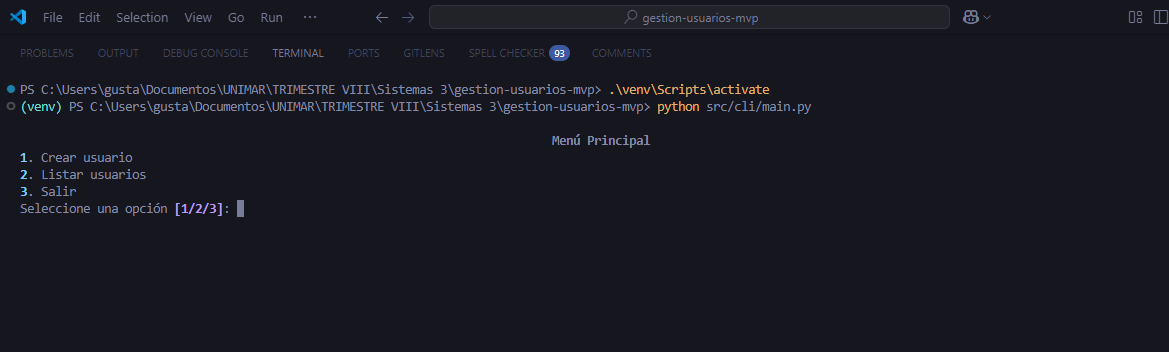 File Edit Selection View Go Run ··· ← → gestion-usuarios-mvp
PROBLEMS OUTPUT DEBUG CONSOLE TERMINAL PORTS GITLENS SPELL CHECKER 93 COMMENTS
PS C:\Users\gusta\Documentos\UNIMAR\TRIMESTRE VIII\Sistemas 3\gestion-usuarios-mvp> .\venv\Scripts\activate
(venv) PS C:\Users\gusta\Documentos\UNIMAR\TRIMESTRE VIII\Sistemas 3\gestion-usuarios-mvp> python src/cli/main.py
Menú Principal
1. Crear usuario
2. Listar usuarios
3. Salir
Seleccione una opción [1/2/3]: